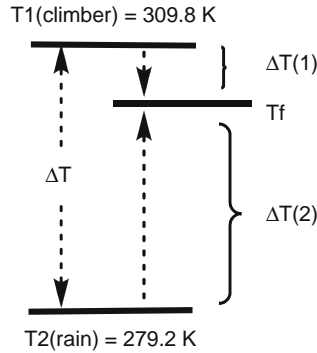 T1(climber) = 309.8 K
ΔT(1)
Tf
ΔT
ΔT(2)
T2(rain) = 279.2 K